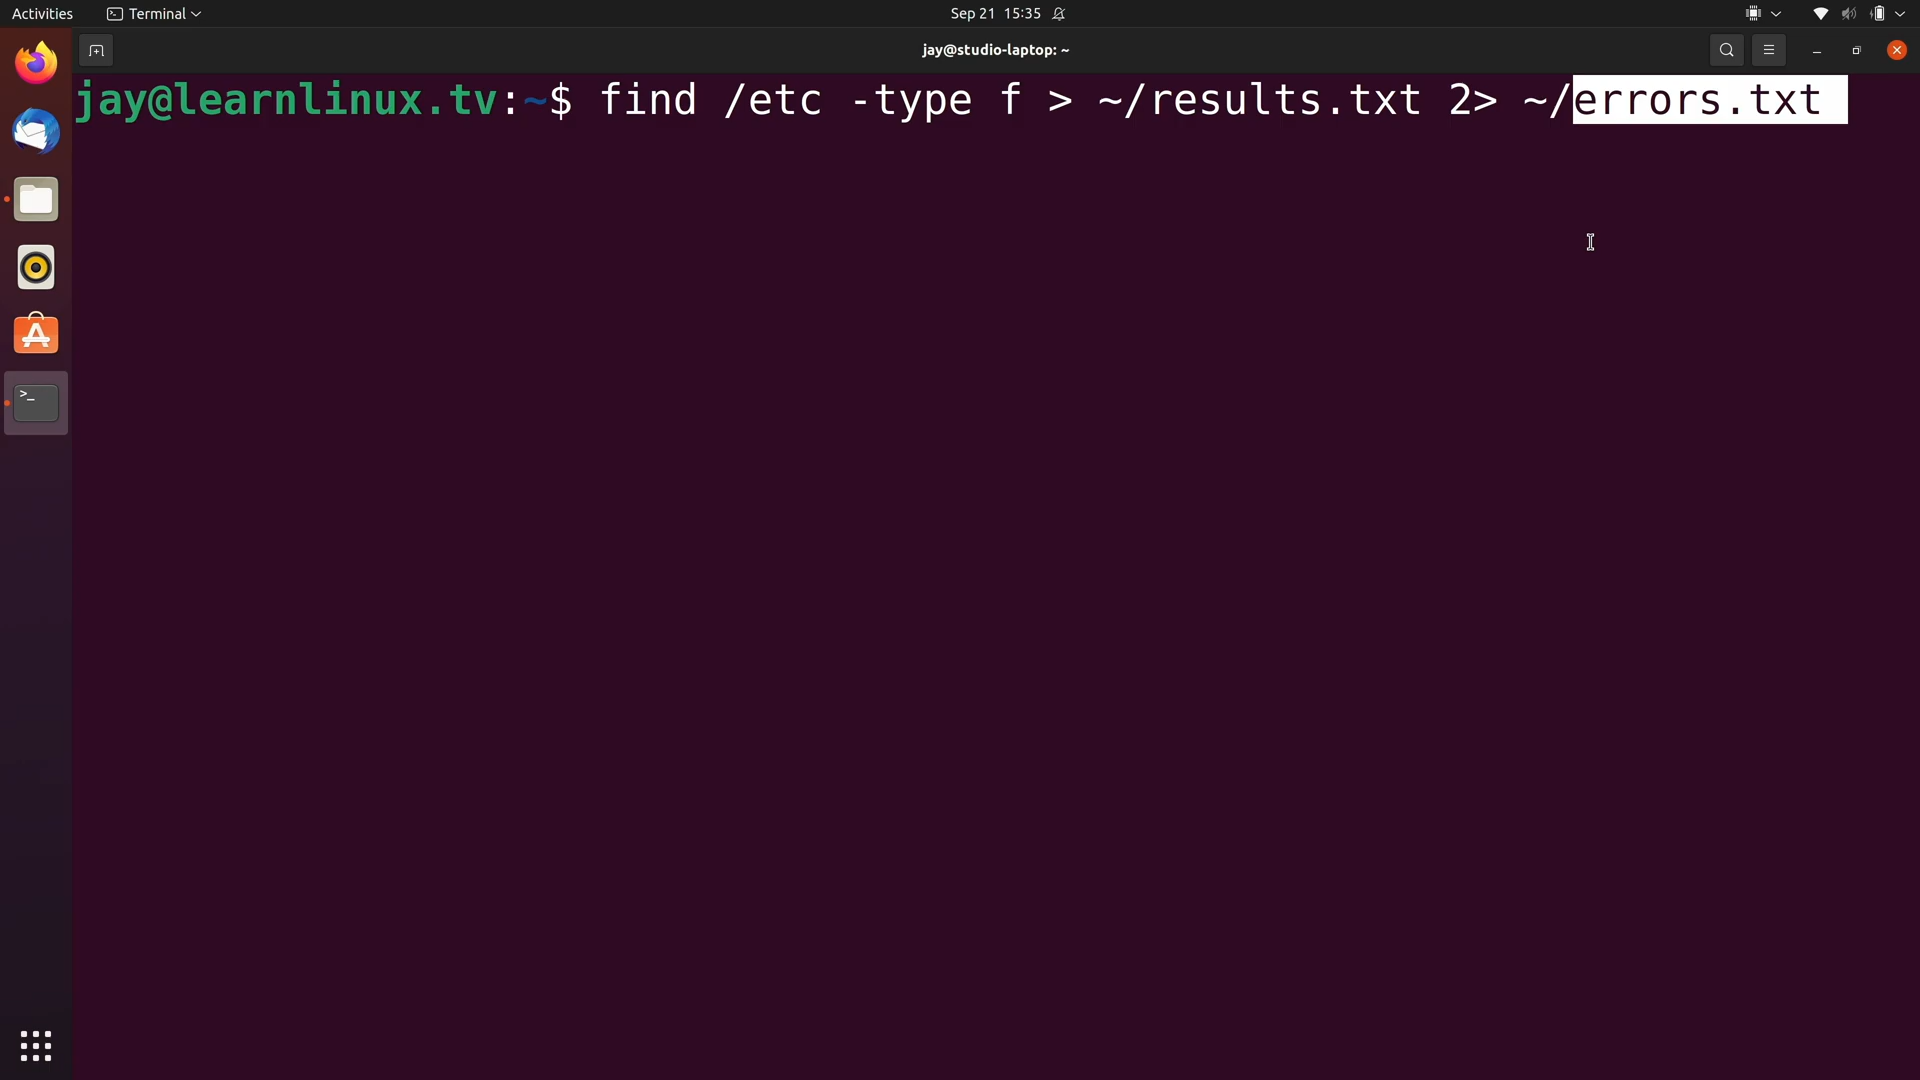 Activities Terminal Sep 21 15:35
jay@studio-laptop: ~
jay@learnlinux.tv:~$ find /etc -type f > ~/results.txt 2> ~/errors.txt
>_